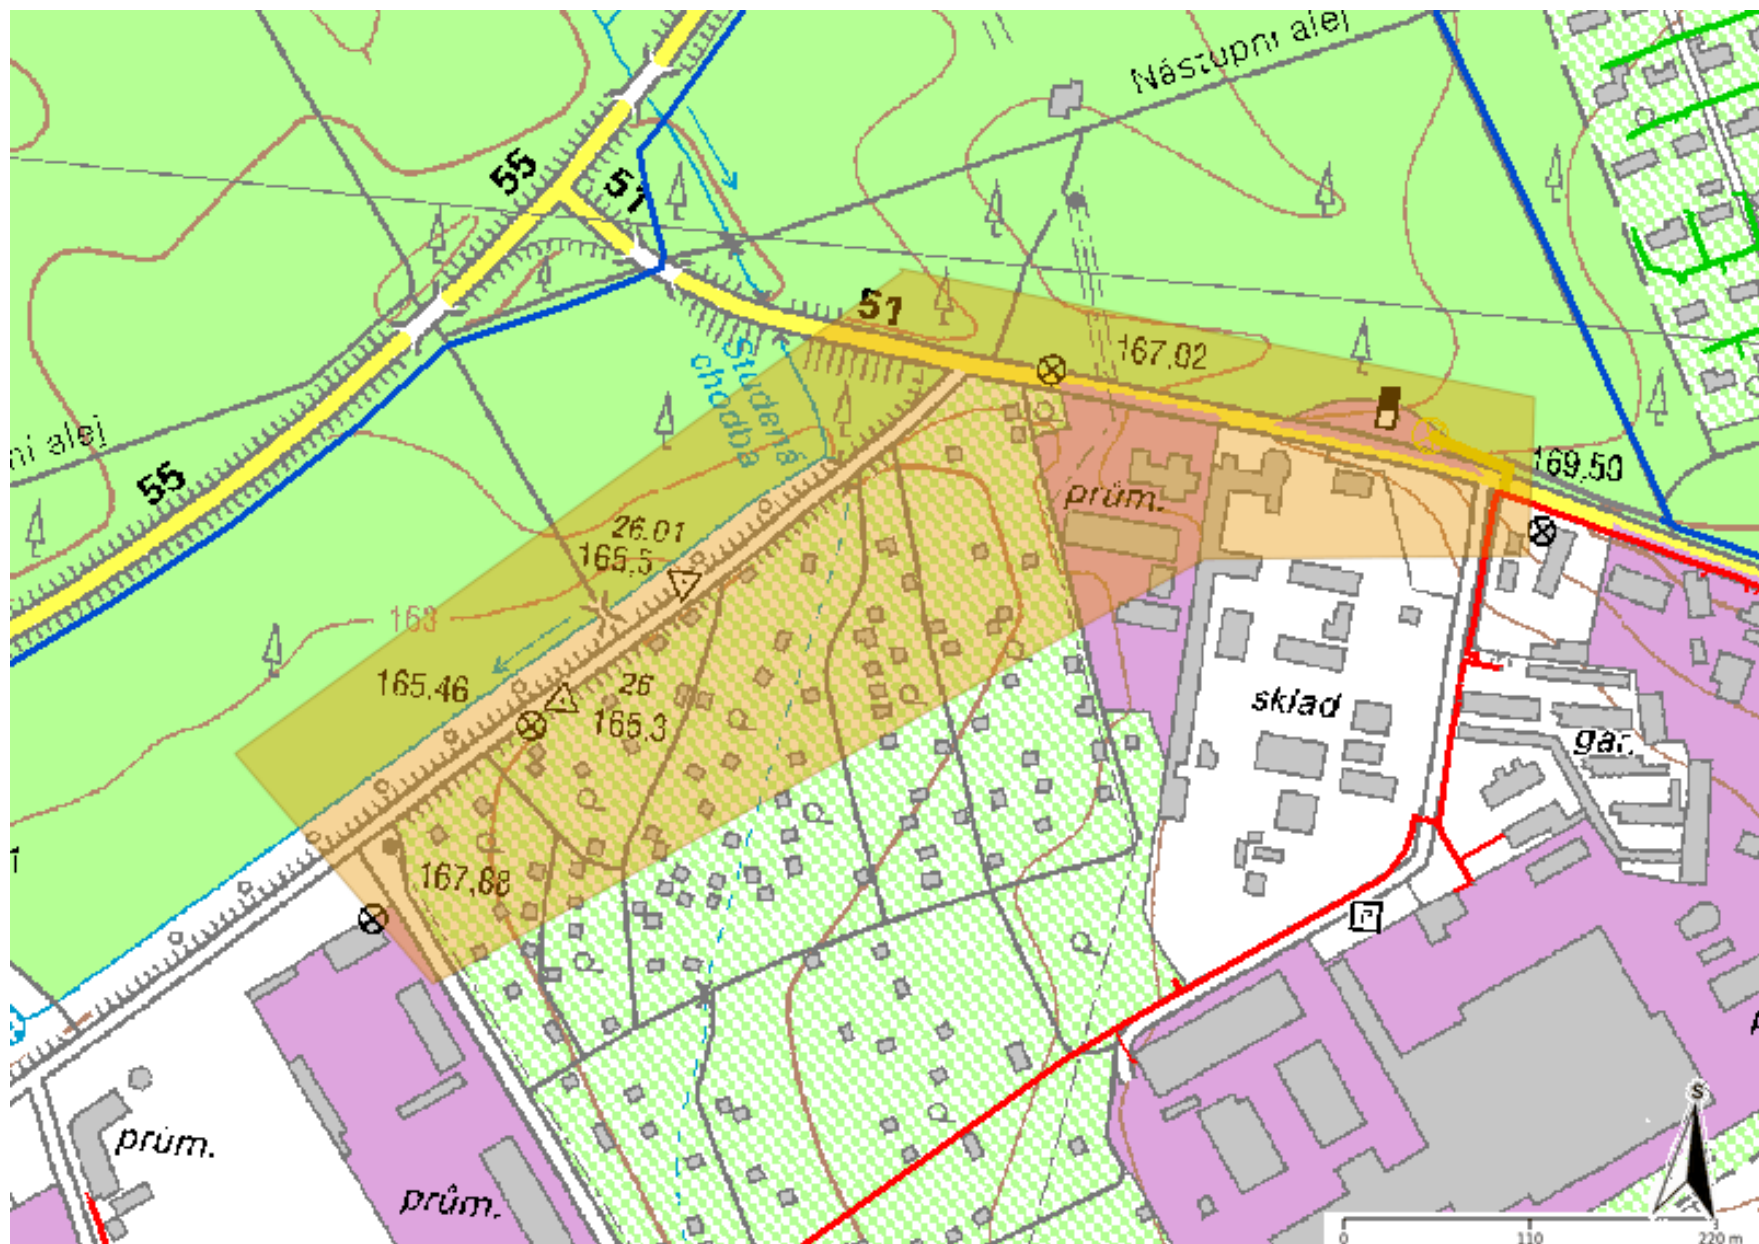 Nástupní alej
55
51
51
167,02
Studená
chodba
ní alej
169,50
55
prům.
26.01
165,5
163
165,46
26
165,3
sklad
gar.
167,88
prům.
prům.
S
0 110 220 m